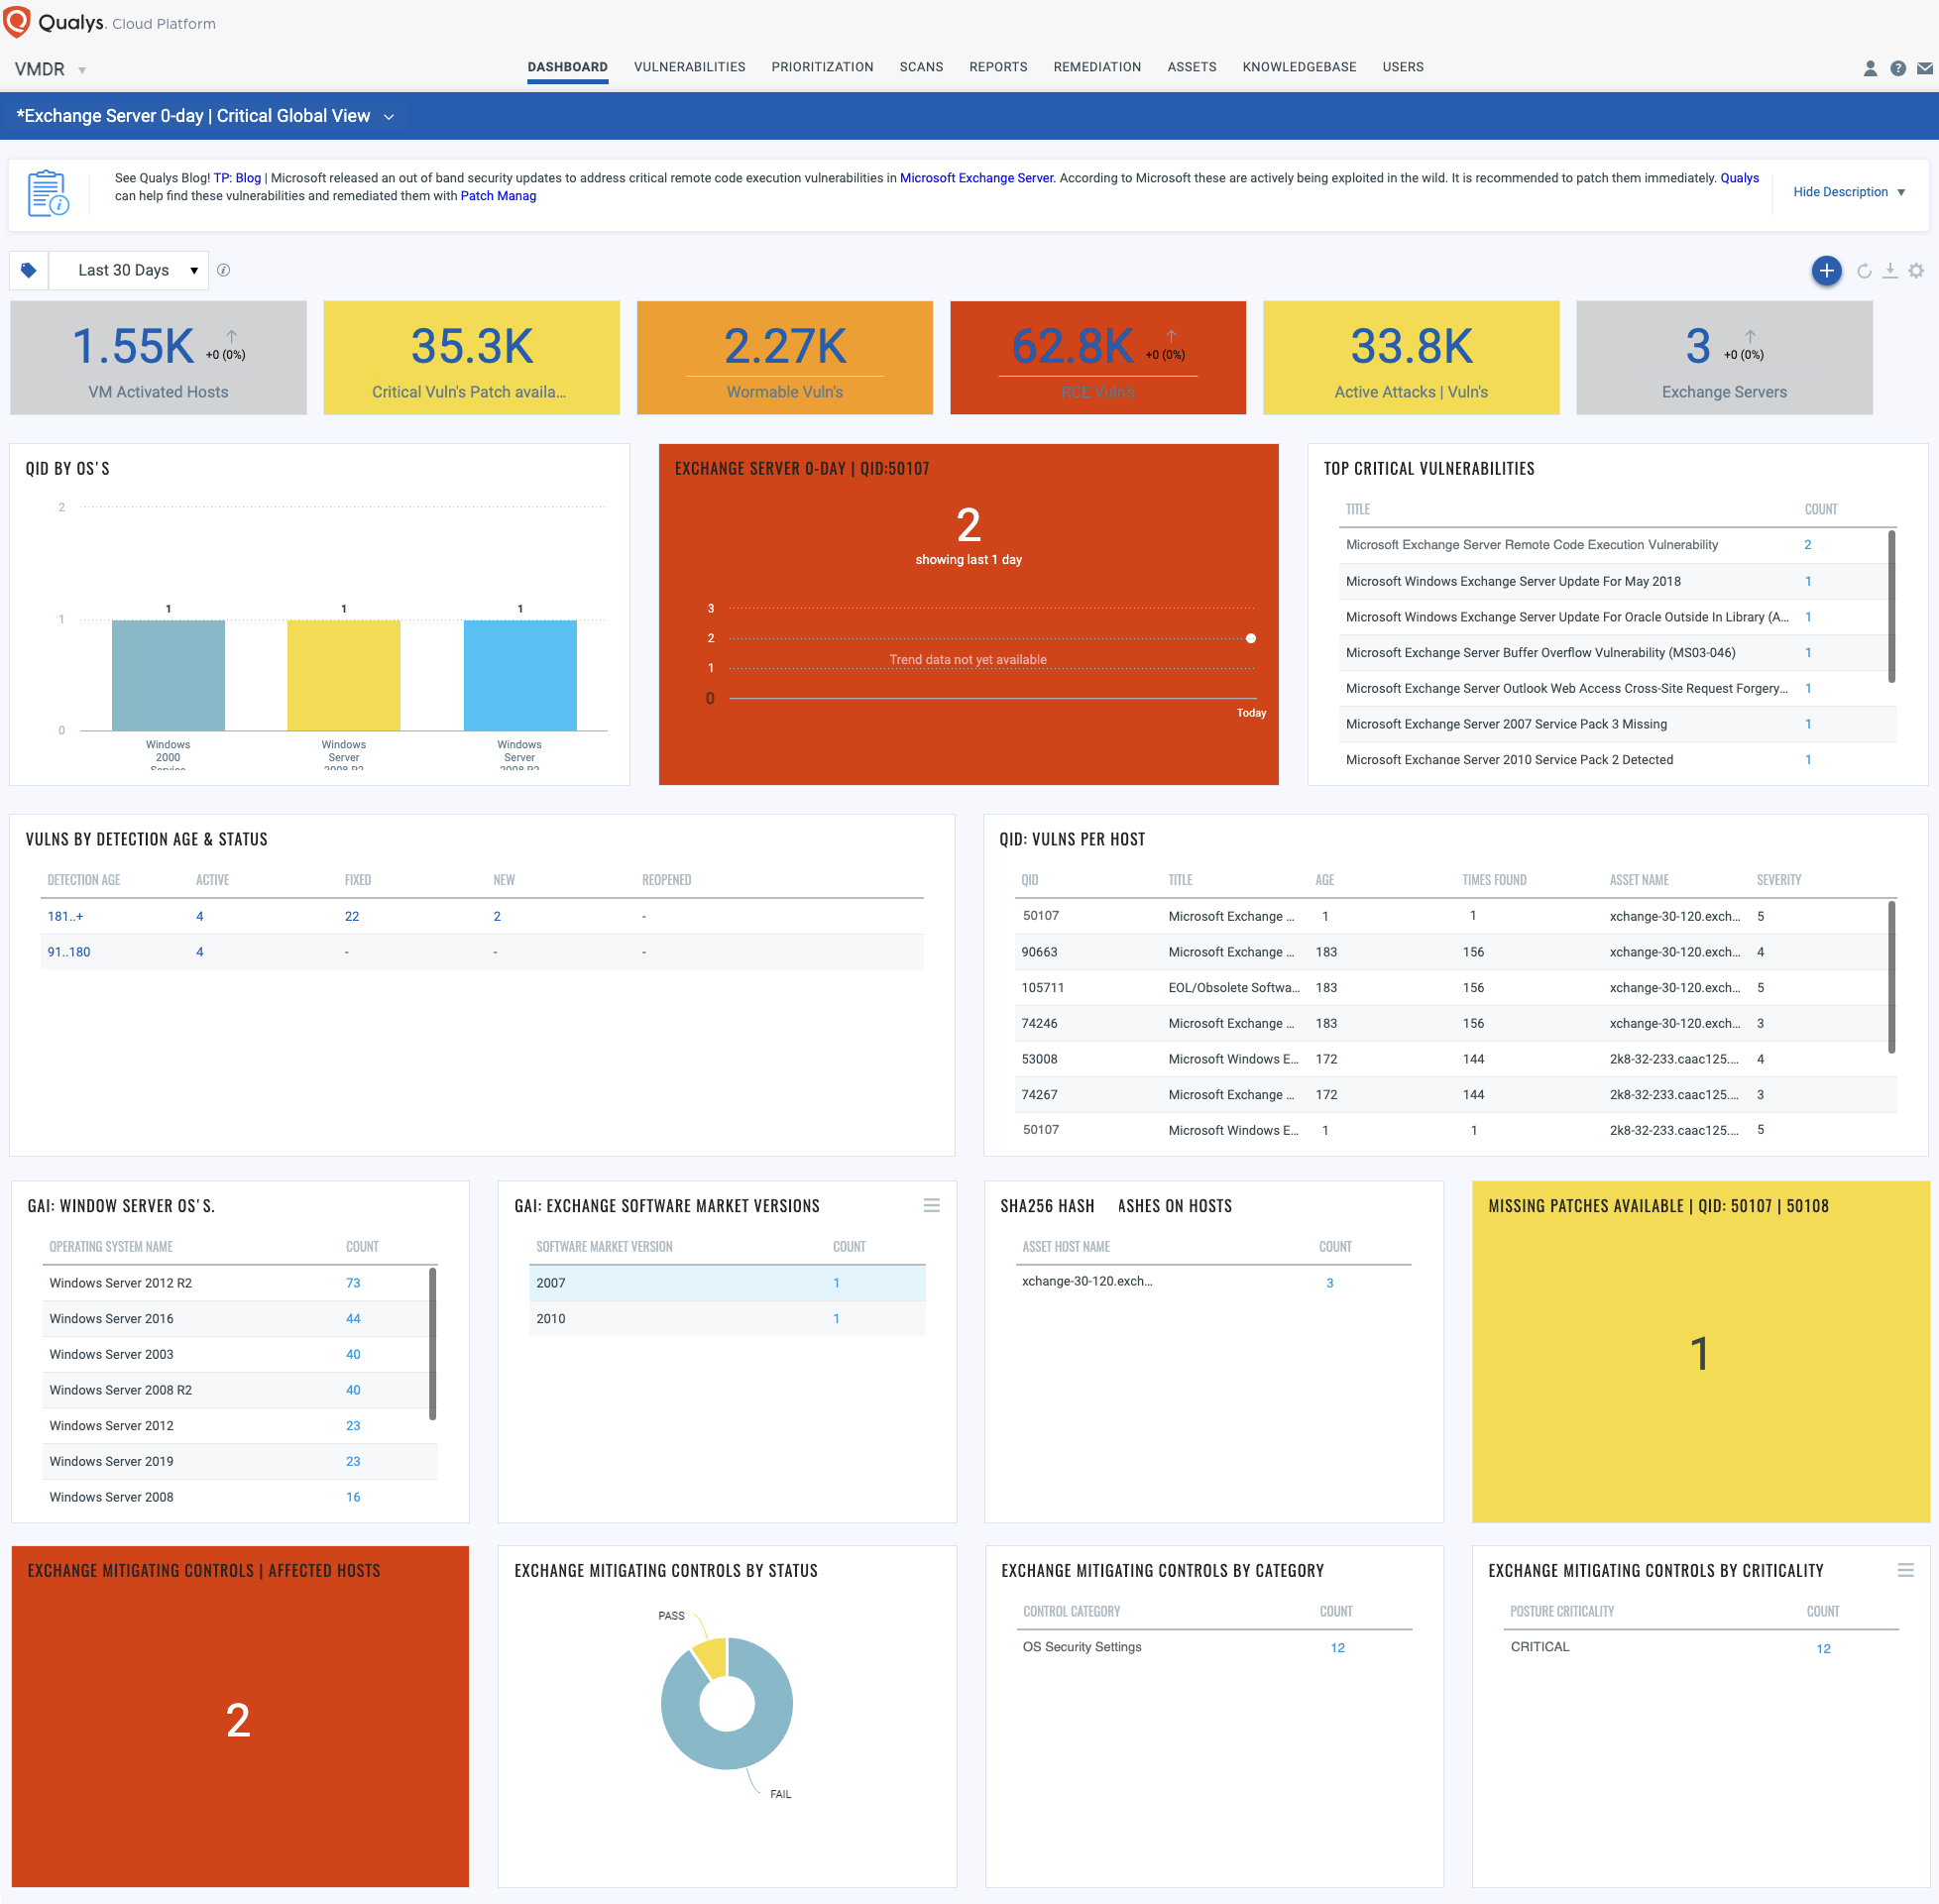 Qualys. Cloud Platform
VMDR
DASHBOARD VULNERABILITIES PRIORITIZATION SCANS REPORTS REMEDIATION ASSETS KNOWLEDGEBASE USERS
*Exchange Server 0-day | Critical Global View
See Qualys Blog! TP: Blog | Microsoft released an out of band security updates to address critical remote code execution vulnerabilities in Microsoft Exchange Server. According to Microsoft these are actively being exploited in the wild. It is recommended to patch them immediately. Qualys
can help find these vulnerabilities and remediated them with Patch Manag
Hide Description
Last 30 Days
1.55K +0 (0%)
VM Activated Hosts
35.3K
Critical Vuln's Patch availa...
2.27K
Wormable Vuln's
62.8K +0 (0%)
RCE Vuln's
33.8K
Active Attacks | Vuln's
3 +0 (0%)
Exchange Servers
QID BY OS'S
2
1
0
1
1
1
Windows
2000
Service
Windows
Server
2008 R2
Windows
Server
2008 R2
EXCHANGE SERVER 0-DAY | QID:50107
2
showing last 1 day
3
2
Trend data not yet available
1
0
Today
TOP CRITICAL VULNERABILITIES
TITLE COUNT
Microsoft Exchange Server Remote Code Execution Vulnerability 2
Microsoft Windows Exchange Server Update For May 2018 1
Microsoft Windows Exchange Server Update For Oracle Outside In Library (A... 1
Microsoft Exchange Server Buffer Overflow Vulnerability (MS03-046) 1
Microsoft Exchange Server Outlook Web Access Cross-Site Request Forgery... 1
Microsoft Exchange Server 2007 Service Pack 3 Missing 1
Microsoft Exchange Server 2010 Service Pack 2 Detected 1
VULNS BY DETECTION AGE & STATUS
DETECTION AGE ACTIVE FIXED NEW REOPENED
181..+ 4 22 2 -
91..180 4 - - -
QID: VULNS PER HOST
QID TITLE AGE TIMES FOUND ASSET NAME SEVERITY
50107 Microsoft Exchange ... 1 1 xchange-30-120.exch... 5
90663 Microsoft Exchange ... 183 156 xchange-30-120.exch... 4
105711 EOL/Obsolete Softwa... 183 156 xchange-30-120.exch... 5
74246 Microsoft Exchange ... 183 156 xchange-30-120.exch... 3
53008 Microsoft Windows E... 172 144 2k8-32-233.caac125.... 4
74267 Microsoft Exchange ... 172 144 2k8-32-233.caac125.... 3
50107 Microsoft Windows E... 1 1 2k8-32-233.caac125.... 5
GAI: WINDOW SERVER OS'S.
OPERATING SYSTEM NAME COUNT
Windows Server 2012 R2 73
Windows Server 2016 44
Windows Server 2003 40
Windows Server 2008 R2 40
Windows Server 2012 23
Windows Server 2019 23
Windows Server 2008 16
GAI: EXCHANGE SOFTWARE MARKET VERSIONS
SOFTWARE MARKET VERSION COUNT
2007 1
2010 1
SHA256 HASH ASHES ON HOSTS
ASSET HOST NAME COUNT
xchange-30-120.exch... 3
MISSING PATCHES AVAILABLE | QID: 50107 | 50108
1
EXCHANGE MITIGATING CONTROLS | AFFECTED HOSTS
2
EXCHANGE MITIGATING CONTROLS BY STATUS
PASS
FAIL
EXCHANGE MITIGATING CONTROLS BY CATEGORY
CONTROL CATEGORY COUNT
OS Security Settings 12
EXCHANGE MITIGATING CONTROLS BY CRITICALITY
POSTURE CRITICALITY COUNT
CRITICAL 12